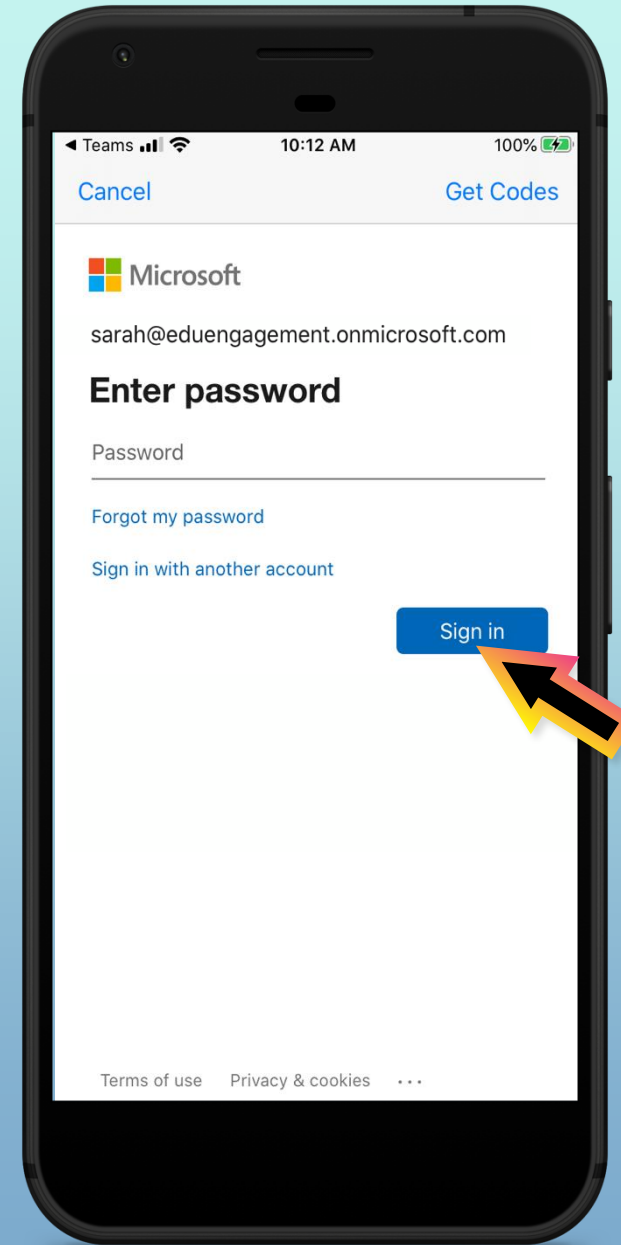 Teams 10:12 AM 100%
Cancel Get Codes
Microsoft
sarah@eduengagement.onmicrosoft.com
Enter password
Password
Forgot my password
Sign in with another account
Sign in
Terms of use Privacy & cookies ...